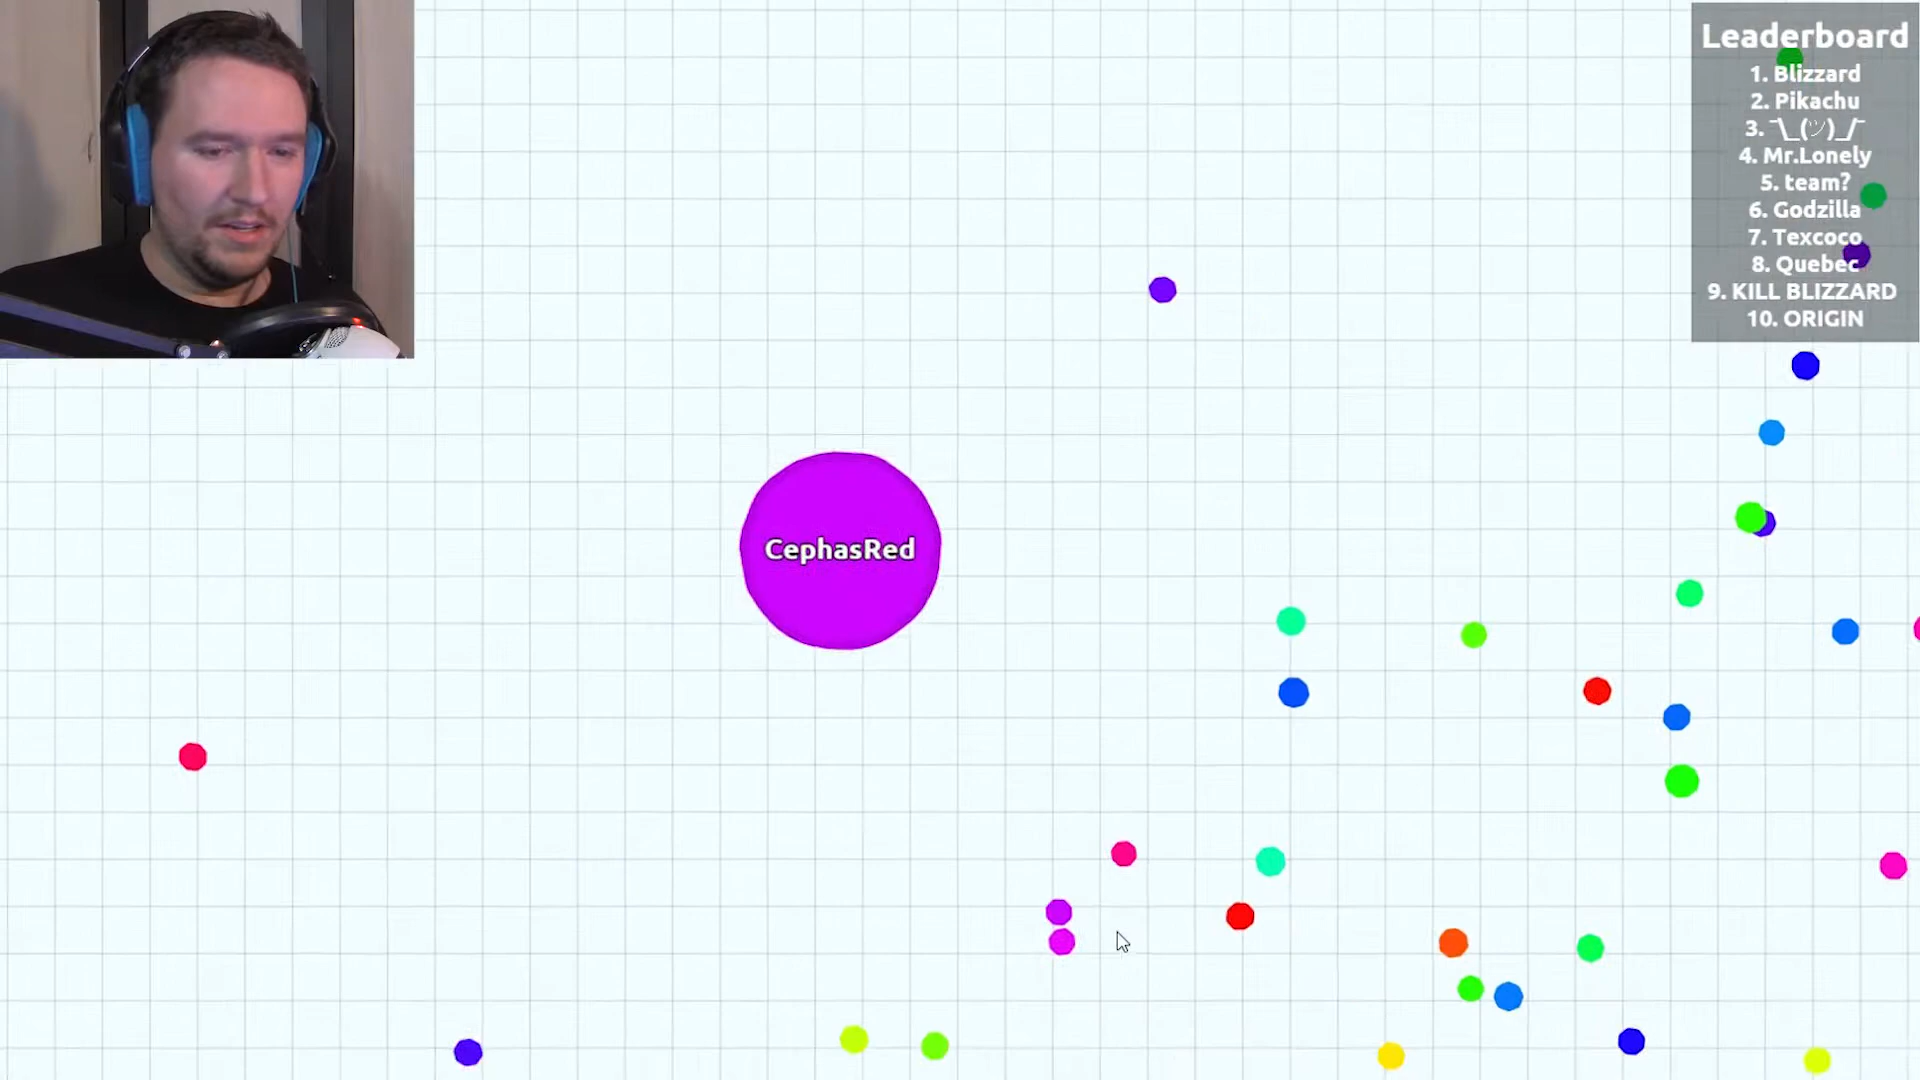 Leaderboard
1. Blizzard
2. Pikachu
3. ¯\_(ツ)_/¯
4. Mr.Lonely
5. team?
6. Godzilla
7. Texcoco
8. Quebec
9. KILL BLIZZARD
10. ORIGIN
CephasRed